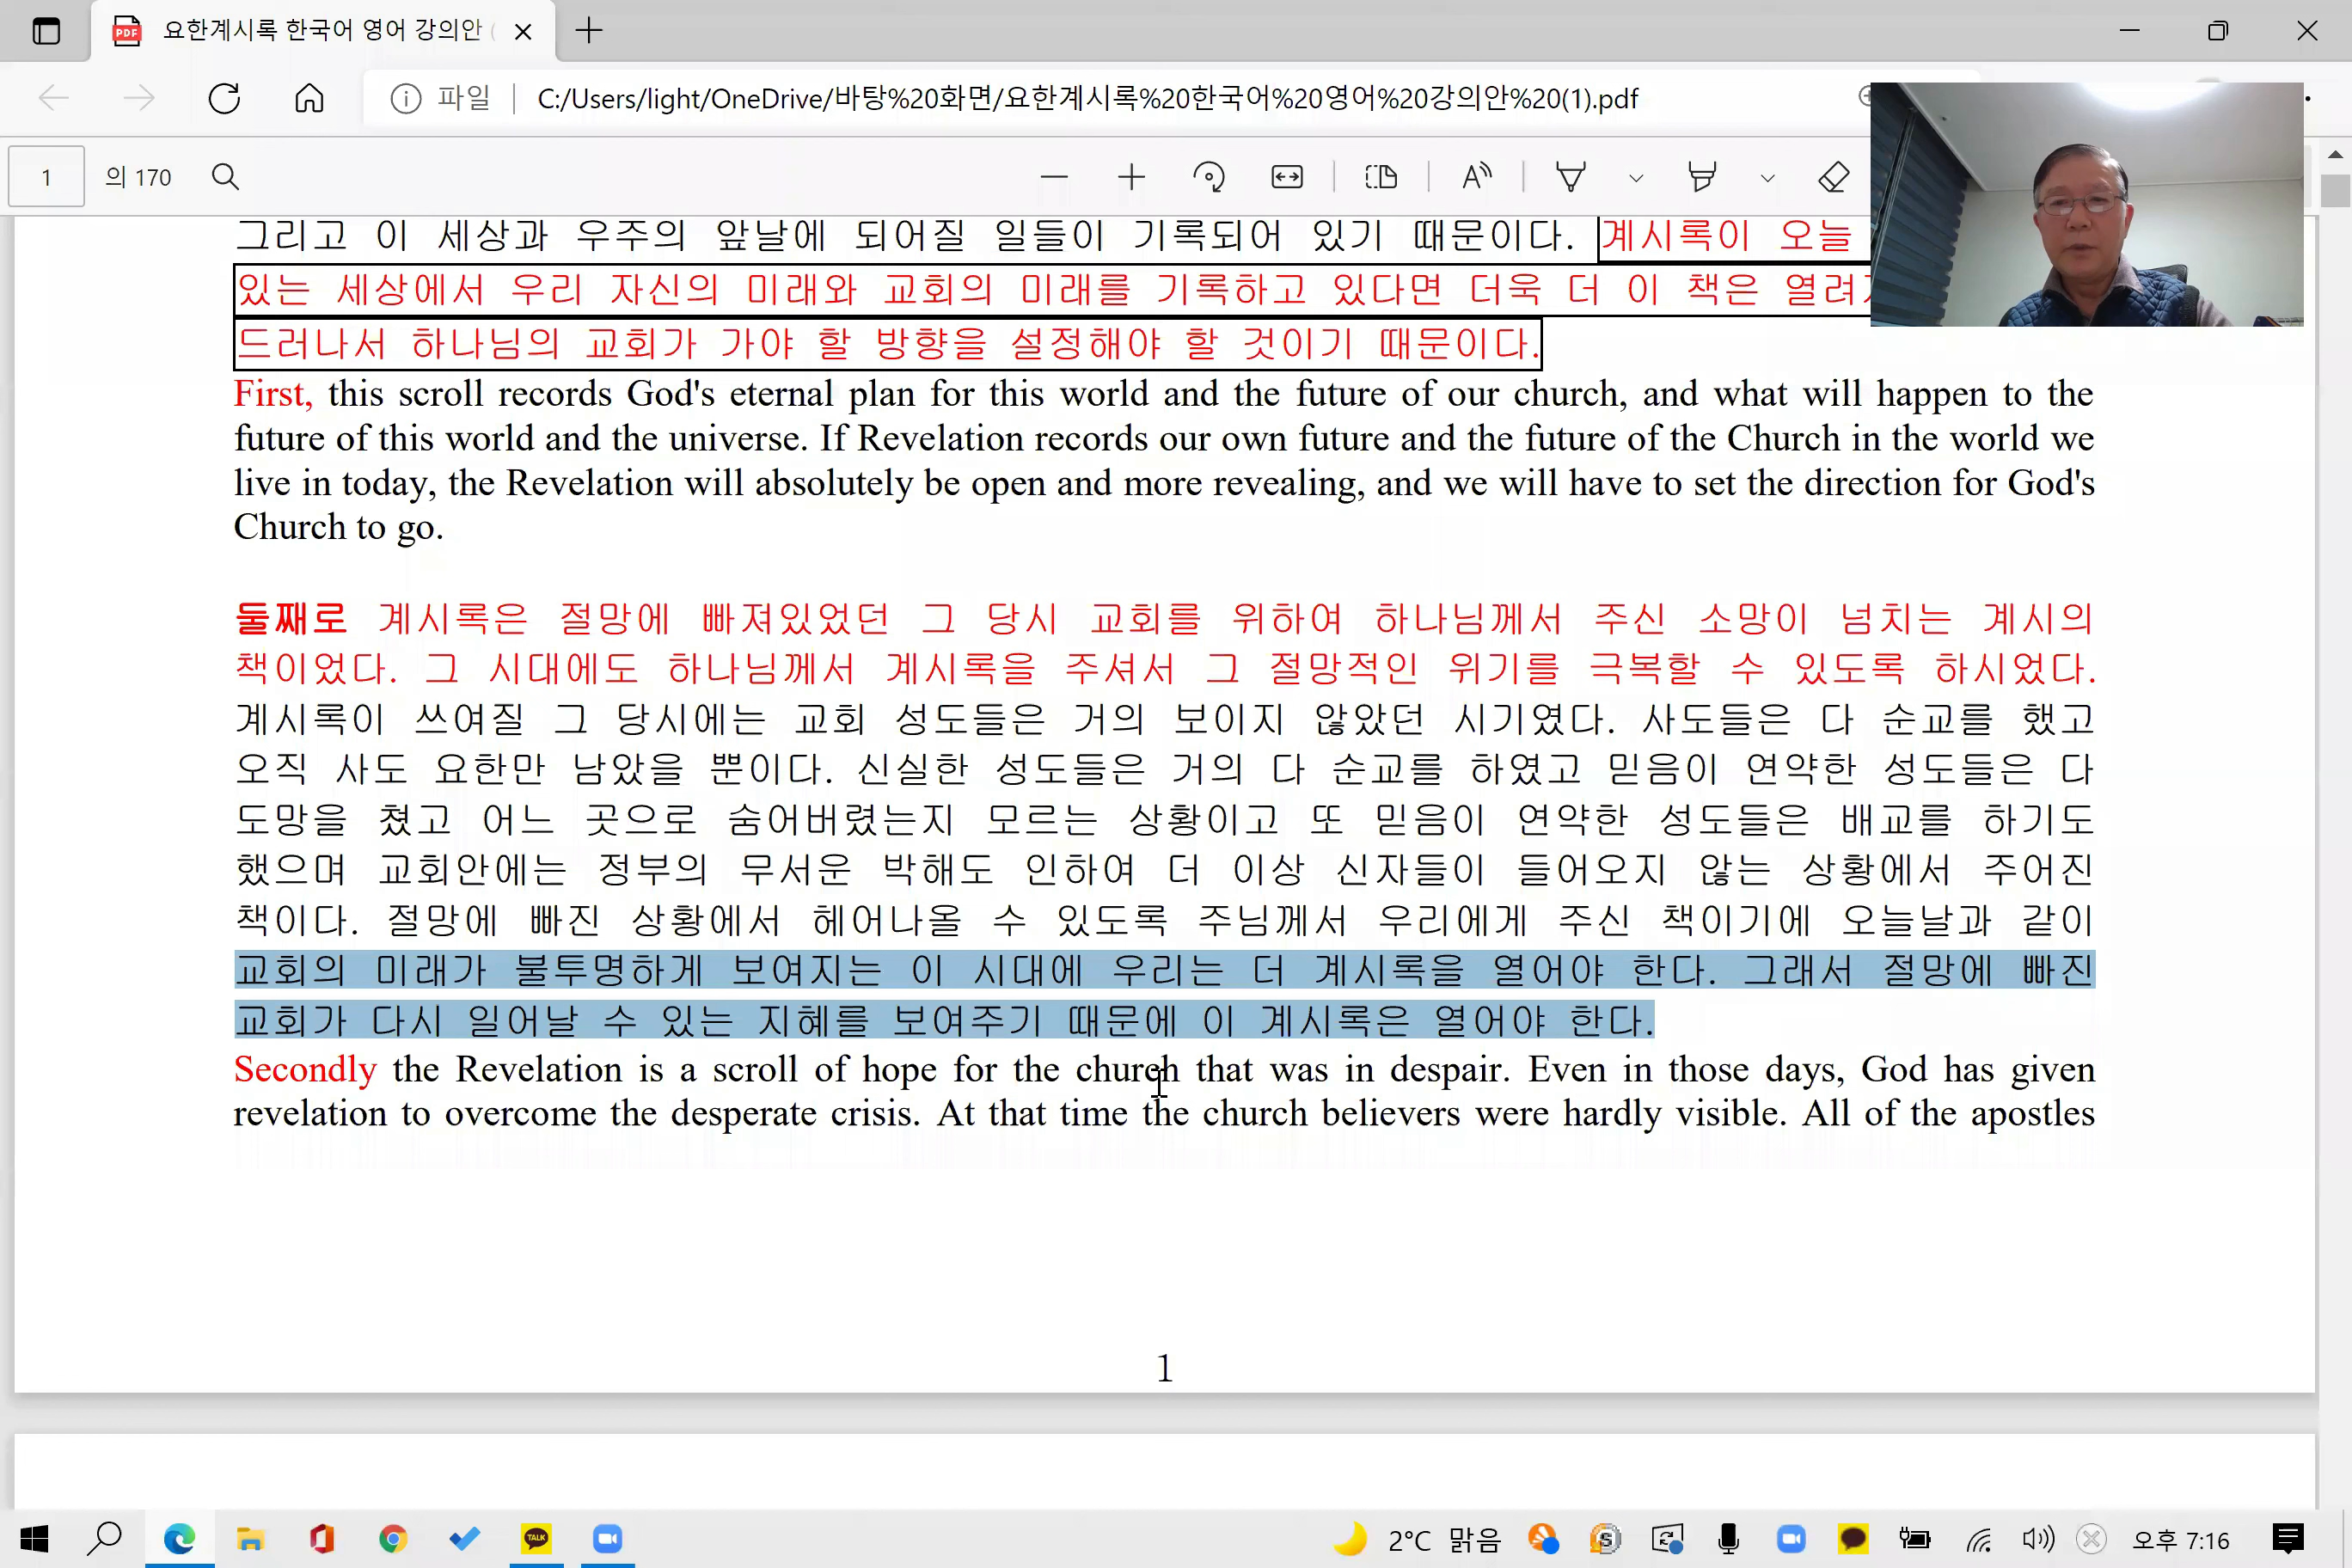 요한계시록 한국어 영어 강의안 (
파일
C:/Users/light/OneDrive/바탕%20화면/요한계시록%20한국어%20영어%20강의안%20(1).pdf
1 의 170
그리고 이 세상과 우주의 앞날에 되어질 일들이 기록되어 있기 때문이다. 계시록이 오늘
있는 세상에서 우리 자신의 미래와 교회의 미래를 기록하고 있다면 더욱 더 이 책은
드러나서 하나님의 교회가 가야 할 방향을 설정해야 할 것이기 때문이다.
First, this scroll records God's eternal plan for this world and the future of our church, and what will happen to the
future of this world and the universe. If Revelation records our own future and the future of the Church in the world we
live in today, the Revelation will absolutely be open and more revealing, and we will have to set the direction for God's
Church to go.
둘째로 계시록은 절망에 빠져있었던 그 당시 교회를 위하여 하나님께서 주신 소망이 넘치는 계시의
책이었다. 그 시대에도 하나님께서 계시록을 주셔서 그 절망적인 위기를 극복할 수 있도록 하시었다.
계시록이 쓰여질 그 당시에는 교회 성도들은 거의 보이지 않았던 시기였다. 사도들은 다 순교를 했고
오직 사도 요한만 남았을 뿐이다. 신실한 성도들은 거의 다 순교를 하였고 믿음이 연약한 성도들은 다
도망을 쳤고 어느 곳으로 숨어버렸는지 모르는 상황이고 또 믿음이 연약한 성도들은 배교를 하기도
했으며 교회안에는 정부의 무서운 박해도 인하여 더 이상 신자들이 들어오지 않는 상황에서 주어진
책이다. 절망에 빠진 상황에서 헤어나올 수 있도록 주님께서 우리에게 주신 책이기에 오늘날과 같이
교회의 미래가 불투명하게 보여지는 이 시대에 우리는 더 계시록을 열어야 한다. 그래서 절망에 빠진
교회가 다시 일어날 수 있는 지혜를 보여주기 때문에 이 계시록은 열어야 한다.
Secondly the Revelation is a scroll of hope for the church that was in despair. Even in those days, God has given
revelation to overcome the desperate crisis. At that time the church believers were hardly visible. All of the apostles
1
2°C 맑음
오후 7:16